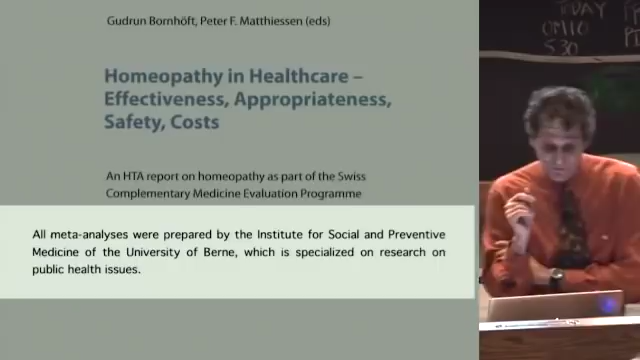 Gudrun Bornhöft, Peter F. Matthiessen (eds)
Homeopathy in Healthcare –
Effectiveness, Appropriateness,
Safety, Costs
An HTA report on homeopathy as part of the Swiss
Complementary Medicine Evaluation Programme
All meta-analyses were prepared by the Institute for Social and Preventive
Medicine of the University of Berne, which is specialized on research on
public health issues.
TODAY
530